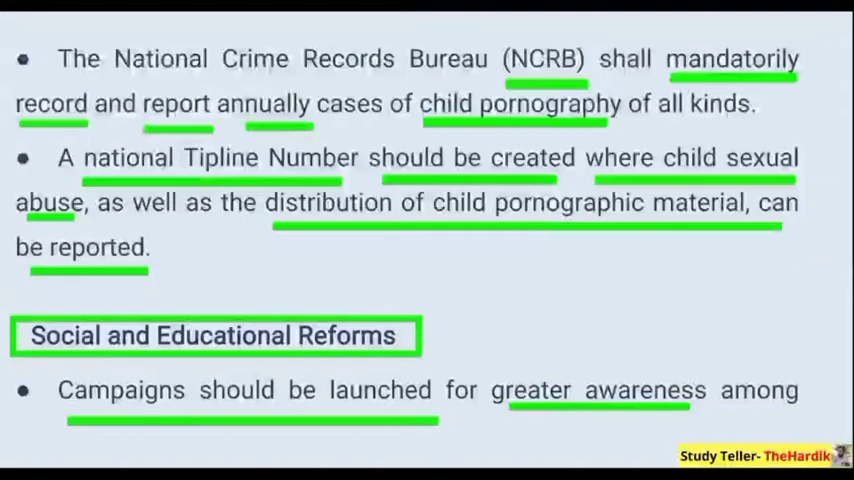 • The National Crime Records Bureau (NCRB) shall mandatorily
record and report annually cases of child pornography of all kinds.
• A national Tipline Number should be created where child sexual
abuse, as well as the distribution of child pornographic material, can
be reported.
Social and Educational Reforms
• Campaigns should be launched for greater awareness among
Study Teller- TheHardik